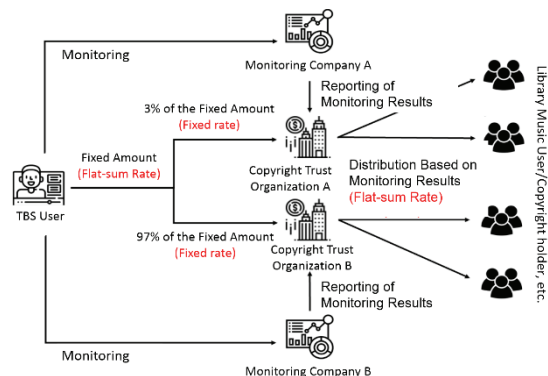 Monitoring
Monitoring Company A
Reporting of
Monitoring Results
3% of the Fixed Amount
(Fixed rate)
Fixed Amount
(Flat-sum Rate)
Copyright Trust
Organization A
TBS User
Distribution Based on
Monitoring Results
(Flat-sum Rate)
97% of the Fixed Amount
(Fixed rate)
Copyright Trust
Organization B
Reporting of
Monitoring Results
Monitoring
Monitoring Company B
Library Music User/Copyright holder, etc.